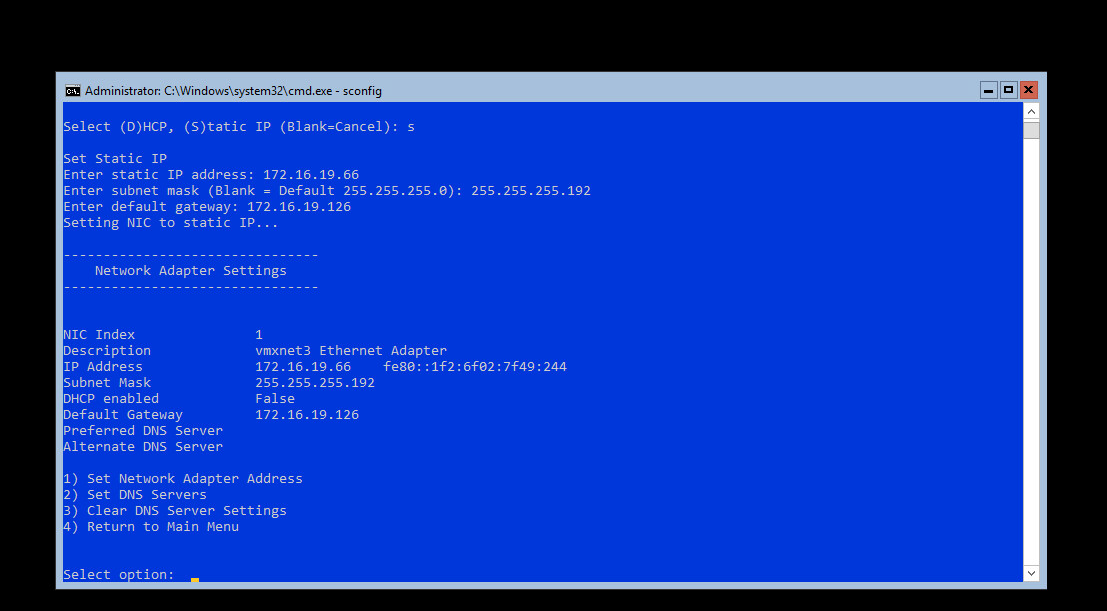 Administrator: C:\Windows\system32\cmd.exe - sconfig
Select (D)HCP, (S)tatic IP (Blank=Cancel): s
Set Static IP
Enter static IP address: 172.16.19.66
Enter subnet mask (Blank = Default 255.255.255.0): 255.255.255.192
Enter default gateway: 172.16.19.126
Setting NIC to static IP...
--------------------------------
Network Adapter Settings
--------------------------------
NIC Index 1
Description vmxnet3 Ethernet Adapter
IP Address 172.16.19.66 fe80::1f2:6f02:7f49:244
Subnet Mask 255.255.255.192
DHCP enabled False
Default Gateway 172.16.19.126
Preferred DNS Server
Alternate DNS Server
1) Set Network Adapter Address
2) Set DNS Servers
3) Clear DNS Server Settings
4) Return to Main Menu
Select option: